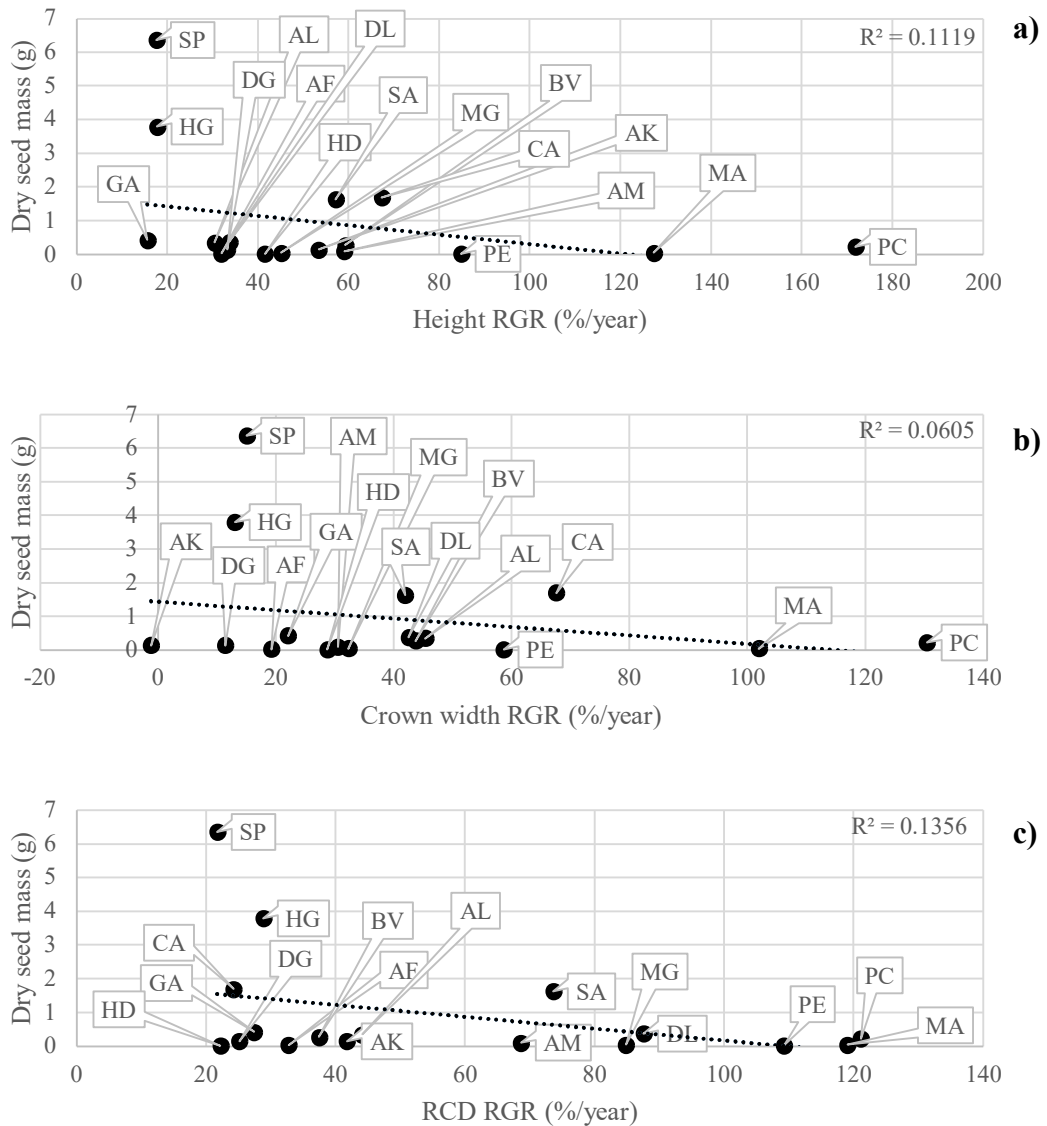 a)
R² = 0.1119
Dry seed mass (g)
7
6
5
4
3
2
1
0
SP
AL
DL
DG
AF
SA
BV
HG
MG
HD
AK
CA
GA
AM
MA
PE
PC
0 20 40 60 80 100 120 140 160 180 200
Height RGR (%/year)
b)
R² = 0.0605
Dry seed mass (g)
7
6
5
4
3
2
1
0
SP
AM
MG
HD
BV
HG
GA
AK
SA
DL
CA
DG
AF
AL
MA
PE
PC
-20 0 20 40 60 80 100 120 140
Crown width RGR (%/year)
c)
R² = 0.1356
Dry seed mass (g)
7
6
5
4
3
2
1
0
SP
HG
BV
AL
CA
DG
GA
AF
SA
MG
PC
HD
PE
MA
AK
AM
DL
0 20 40 60 80 100 120 140
RCD RGR (%/year)